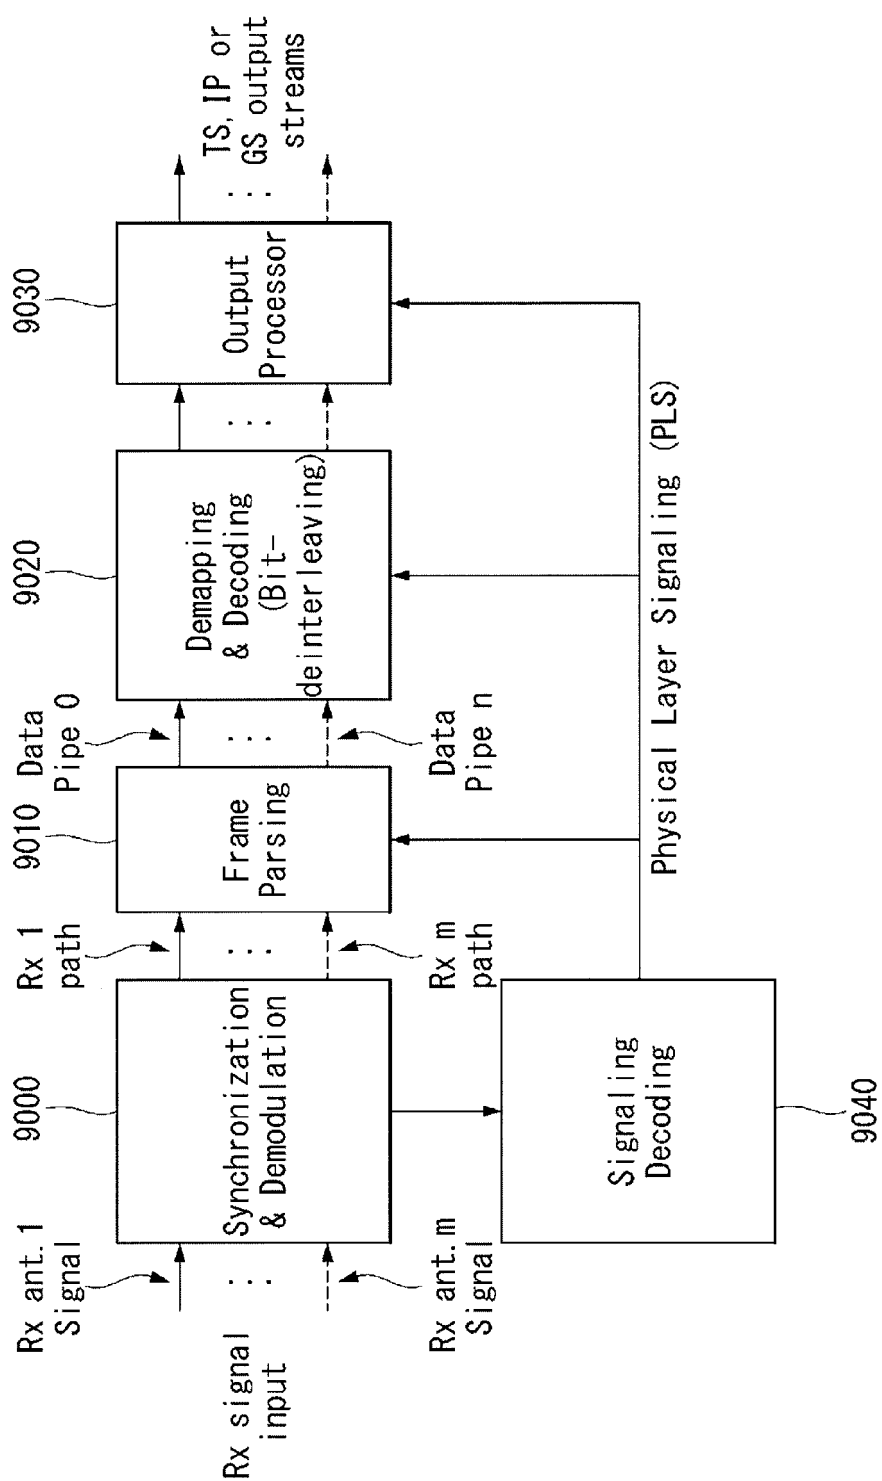 Rx signal
input
Rx ant.1
Signal
Rx ant.m
Signal
9000
Synchronization
& Demodulation
Rx 1
path
Rx m
path
9010
Frame
Parsing
Data
Pipe 0
Data
Pipe n
9020
Demapping
& Decoding
(Bit-
deinterleaving)
9030
Output
Processor
TS, IP or
GS output
streams
Signaling
Decoding
9040
Physical Layer Signaling (PLS)